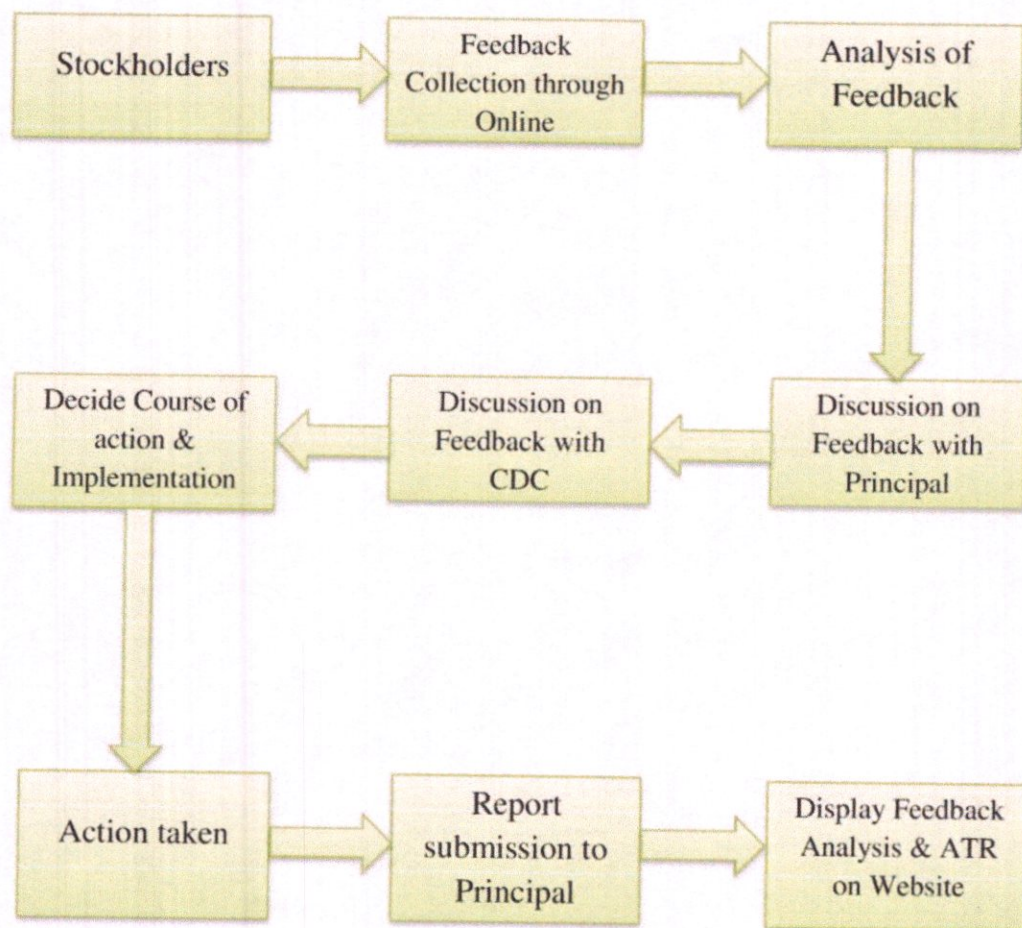 Stockholders
Feedback
Collection through
Online
Analysis of
Feedback
Discussion on
Feedback with
Principal
Discussion on
Feedback with
CDC
Decide Course of
action &
Implementation
Action taken
Report
submission to
Principal
Display Feedback
Analysis & ATR
on Website